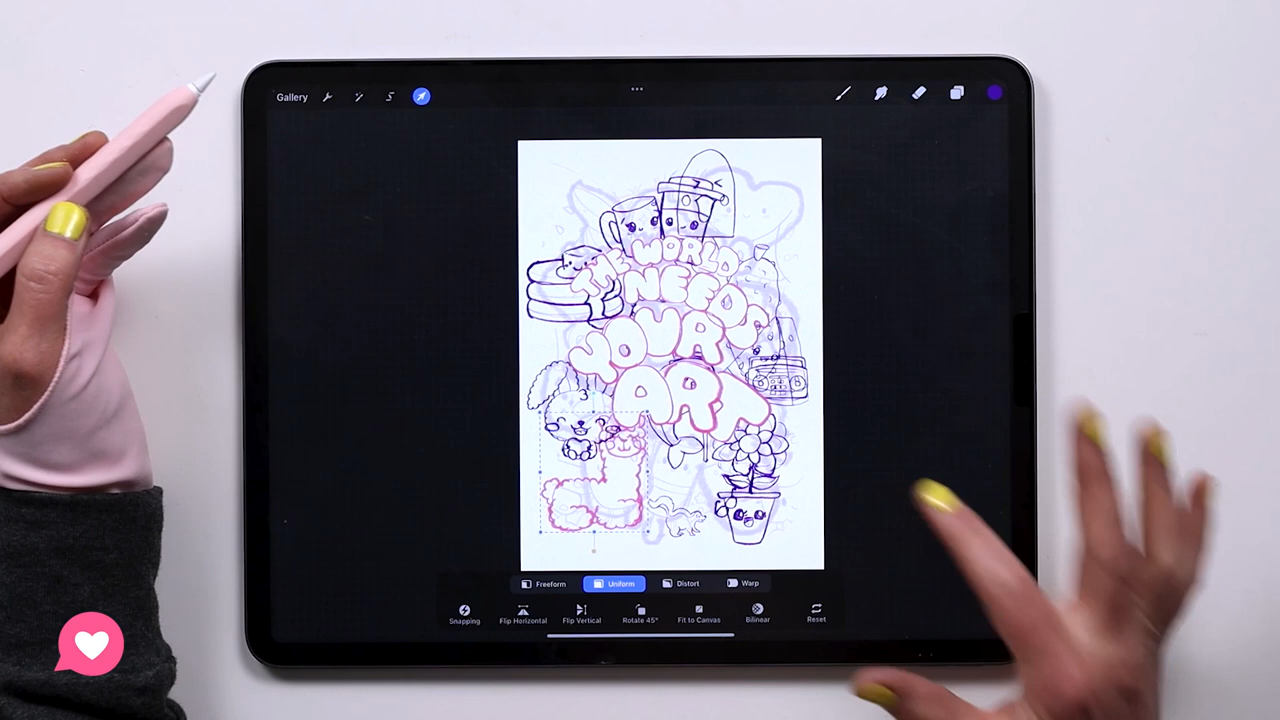 Gallery
THE WORLD
NEEDS
YOUR
ART
Freeform Uniform Distort Warp
Snapping Flip Horizontal Flip Vertical Rotate 45° Fit to Canvas Bilinear Reset